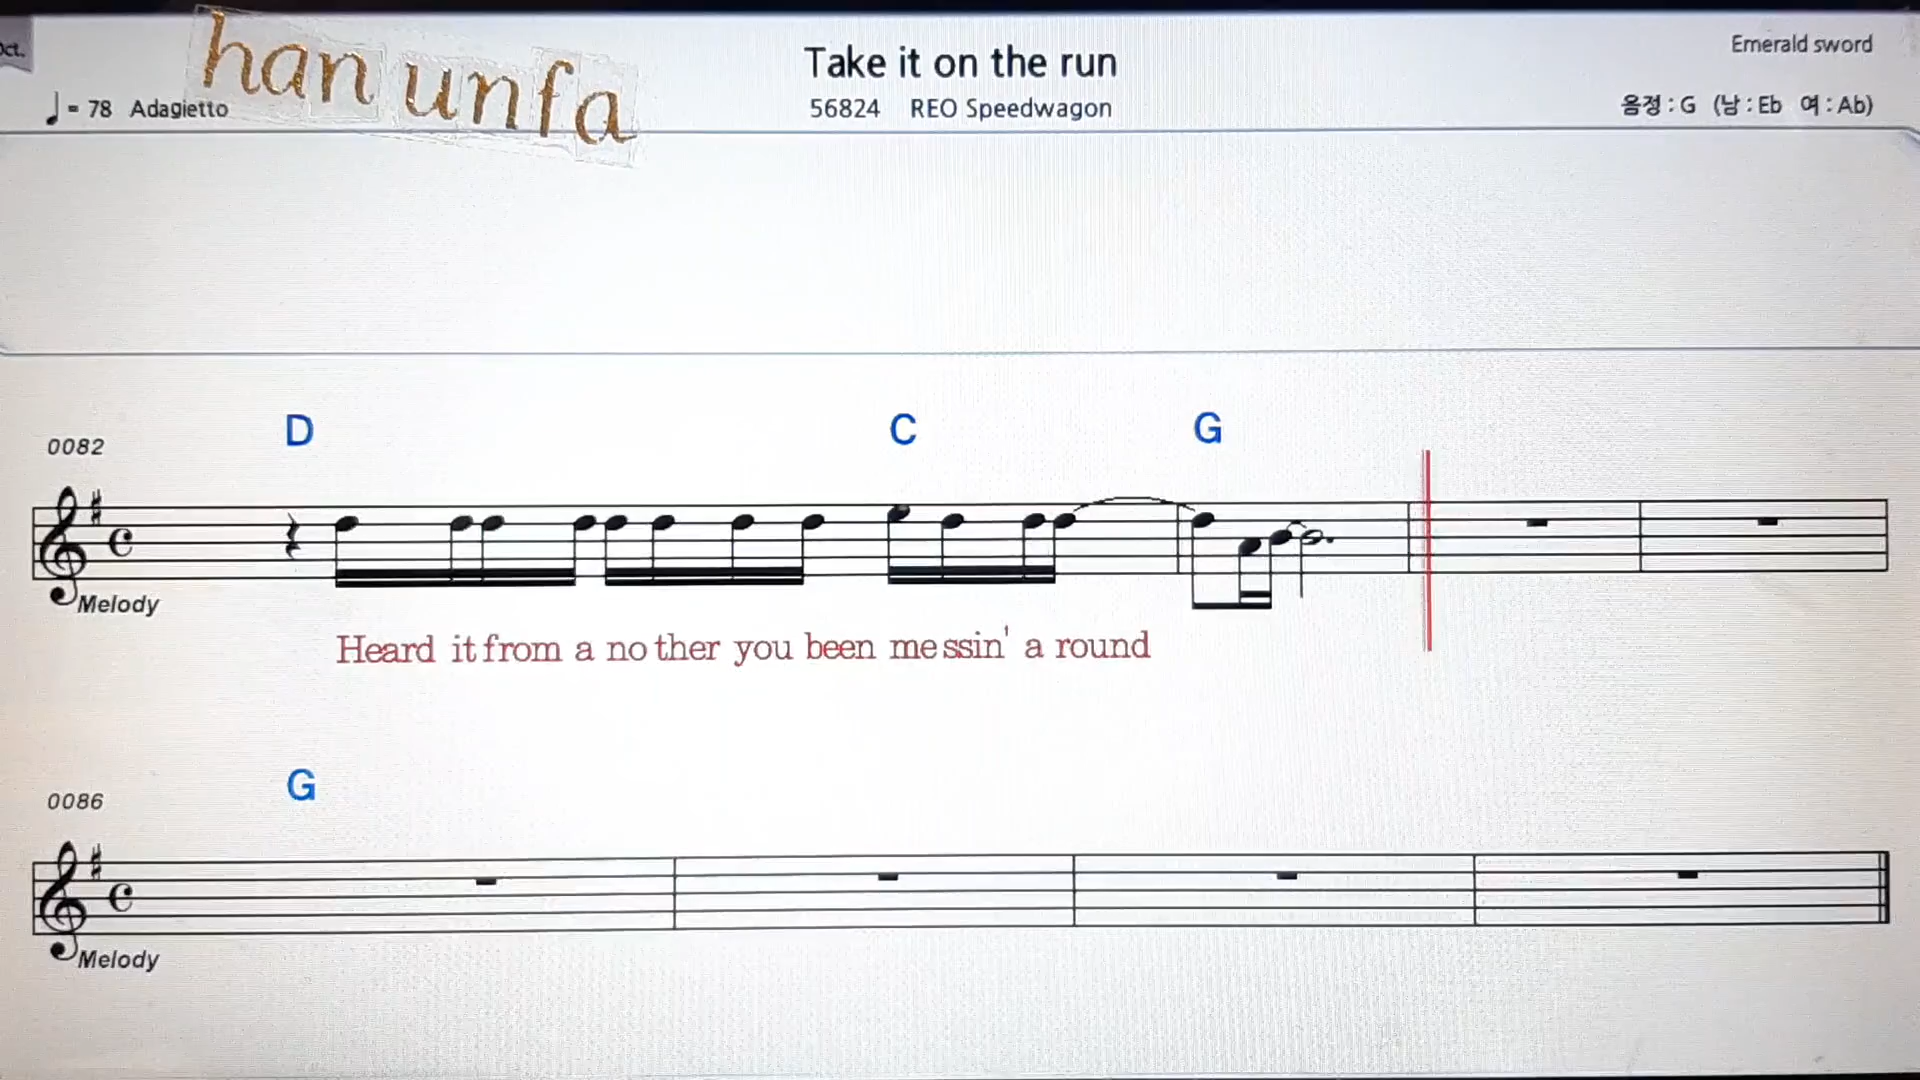 Oct.
han unfa
Take it on the run
Emerald sword
♩ = 78 Adagietto
56824 REO Speedwagon
음정 : G (남 : Eb 여 : Ab)
D C G
0082
Melody
Heard it from a no ther you been me ssin' a round
G
0086
Melody